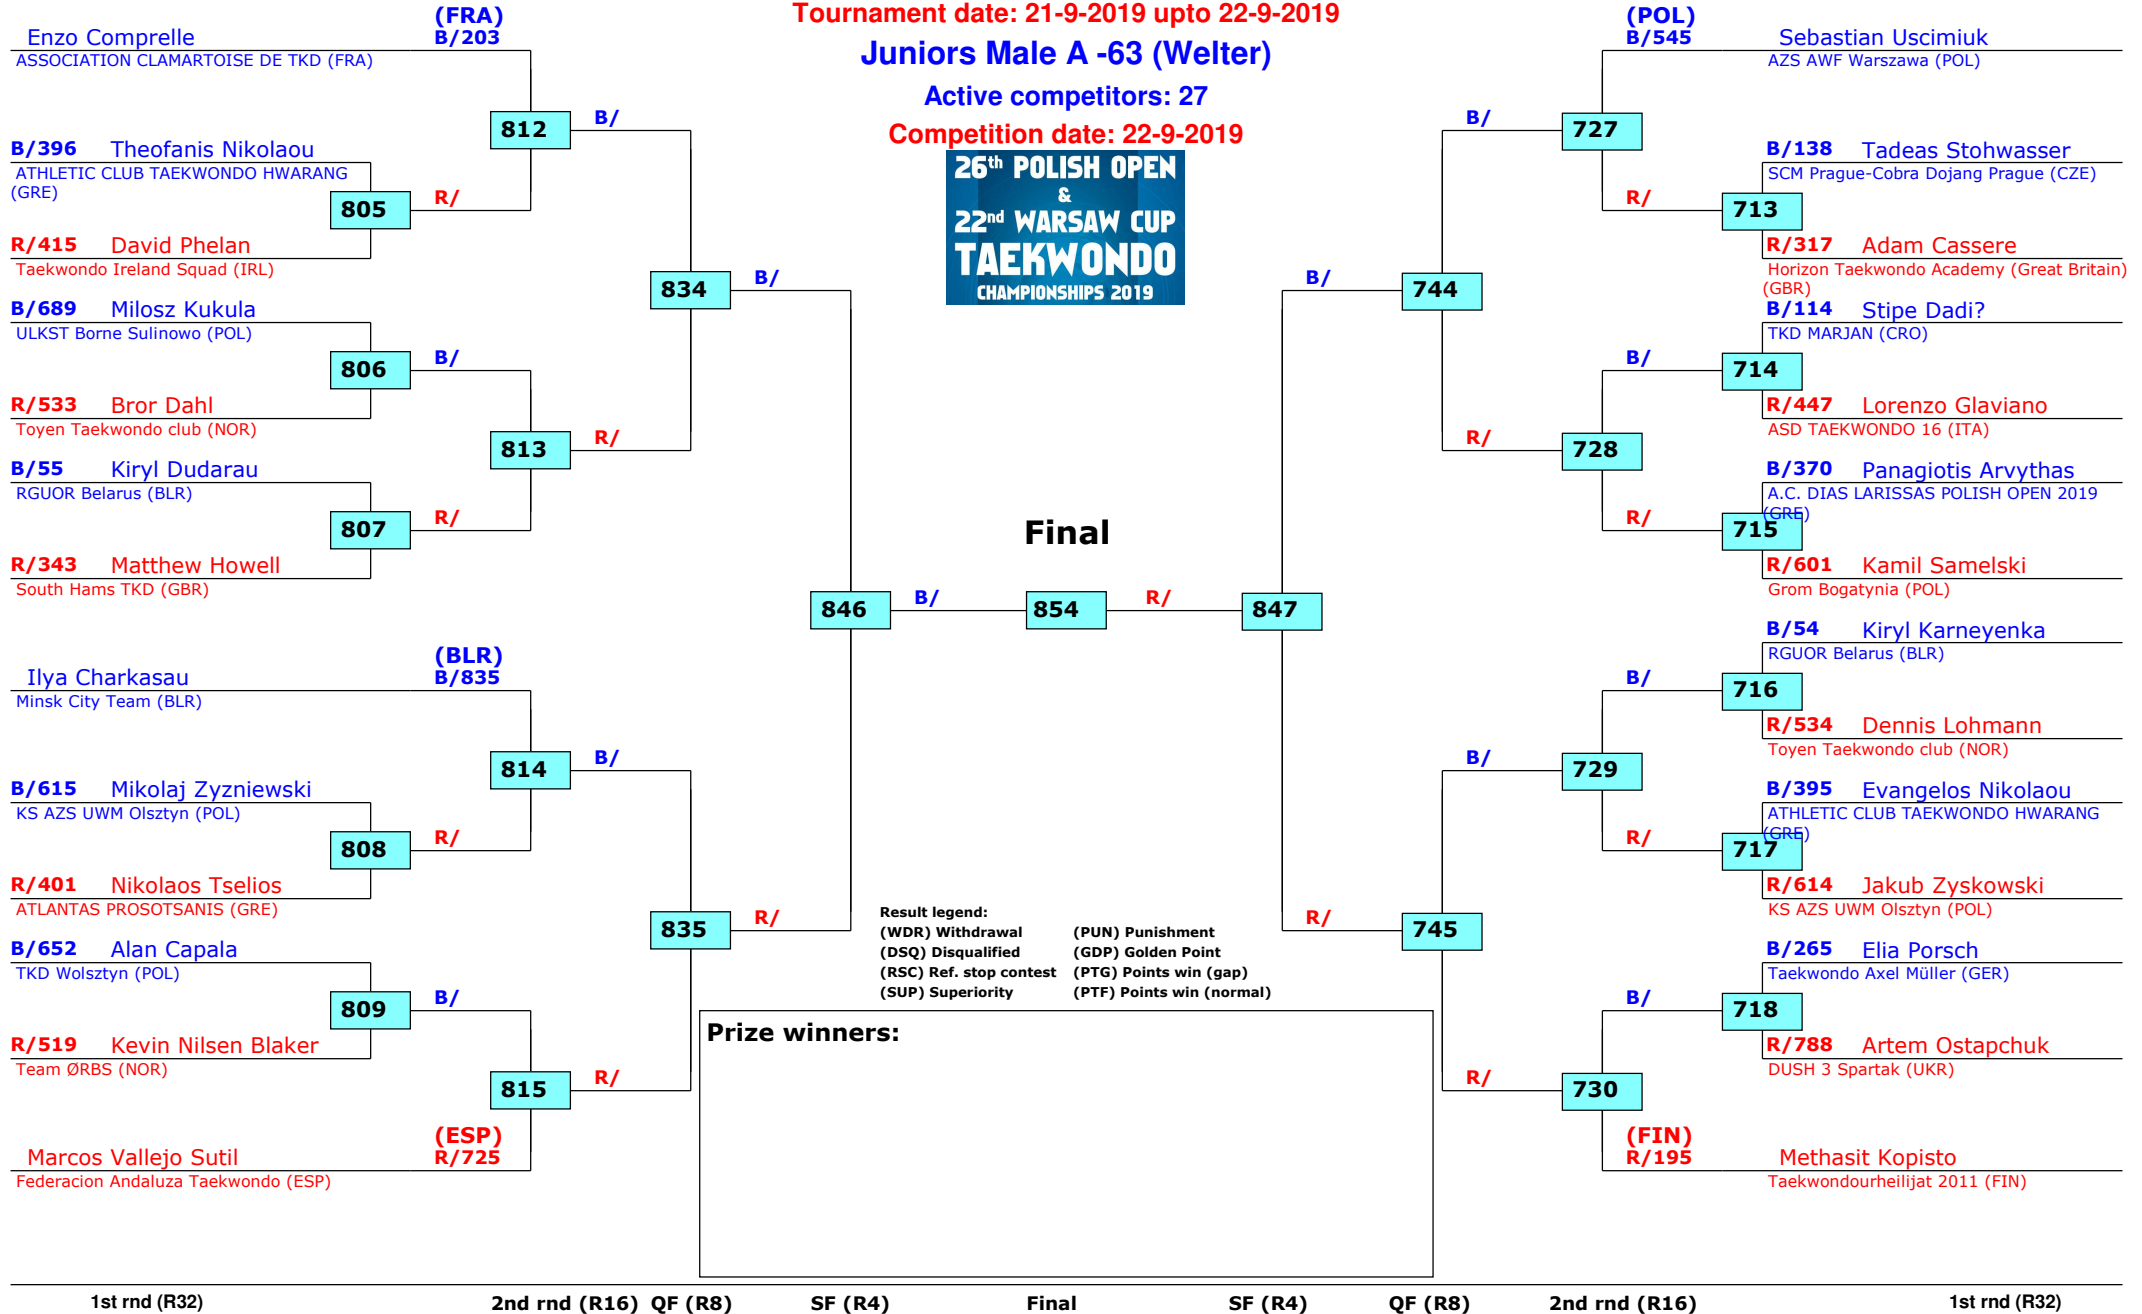 Tournament date: 21-9-2019 upto 22-9-2019
Juniors Male A -63 (Welter)
Active competitors: 27
Competition date: 22-9-2019
26th POLISH OPEN
&
22nd WARSAW CUP
TAEKWONDO
CHAMPIONSHIPS 2019
(FRA)
Enzo Comprelle B/203
ASSOCIATION CLAMARTOISE DE TKD (FRA)
812 B/
B/396 Theofanis Nikolaou
ATHLETIC CLUB TAEKWONDO HWARANG
(GRE)
805 R/
R/415 David Phelan
Taekwondo Ireland Squad (IRL)
834 B/
B/689 Milosz Kukula
ULKST Borne Sulinowo (POL)
806 B/
R/533 Bror Dahl
Toyen Taekwondo club (NOR)
813 R/
B/55 Kiryl Dudarau
RGUOR Belarus (BLR)
807 R/
R/343 Matthew Howell
South Hams TKD (GBR)
(BLR)
Ilya Charkasau B/835
Minsk City Team (BLR)
814 B/
B/615 Mikolaj Zyzniewski
KS AZS UWM Olsztyn (POL)
808 R/
R/401 Nikolaos Tselios
ATLANTAS PROSOTSANIS (GRE)
835 R/
B/652 Alan Capala
TKD Wolsztyn (POL)
809 B/
R/519 Kevin Nilsen Blaker
Team ØRBS (NOR)
815 R/
(ESP)
Marcos Vallejo Sutil R/725
Federacion Andaluza Taekwondo (ESP)
Final
846 B/ 854 R/ 847
(POL)
B/545 Sebastian Uscimiuk
AZS AWF Warszawa (POL)
B/ 727
B/138 Tadeas Stohwasser
SCM Prague-Cobra Dojang Prague (CZE)
R/ 713
R/317 Adam Cassere
Horizon Taekwondo Academy (Great Britain)
(GBR)
B/ 744
B/114 Stipe Dadi?
TKD MARJAN (CRO)
B/ 714
R/447 Lorenzo Glaviano
ASD TAEKWONDO 16 (ITA)
R/ 728
B/370 Panagiotis Arvythas
A.C. DIAS LARISSAS POLISH OPEN 2019
(GRE)
R/ 715
R/601 Kamil Samelski
Grom Bogatynia (POL)
B/54 Kiryl Karneyenka
RGUOR Belarus (BLR)
B/ 716
R/534 Dennis Lohmann
Toyen Taekwondo club (NOR)
B/ 729
B/395 Evangelos Nikolaou
ATHLETIC CLUB TAEKWONDO HWARANG
(GRE)
R/ 717
R/614 Jakub Zyskowski
KS AZS UWM Olsztyn (POL)
R/ 745
B/265 Elia Porsch
Taekwondo Axel Müller (GER)
B/ 718
R/788 Artem Ostapchuk
DUSH 3 Spartak (UKR)
R/ 730
(FIN)
R/195 Methasit Kopisto
Taekwondourheilijat 2011 (FIN)
Result legend:
(WDR) Withdrawal (PUN) Punishment
(DSQ) Disqualified (GDP) Golden Point
(RSC) Ref. stop contest (PTG) Points win (gap)
(SUP) Superiority (PTF) Points win (normal)
Prize winners:
1st rnd (R32) 2nd rnd (R16) QF (R8) SF (R4) Final SF (R4) QF (R8) 2nd rnd (R16) 1st rnd (R32)